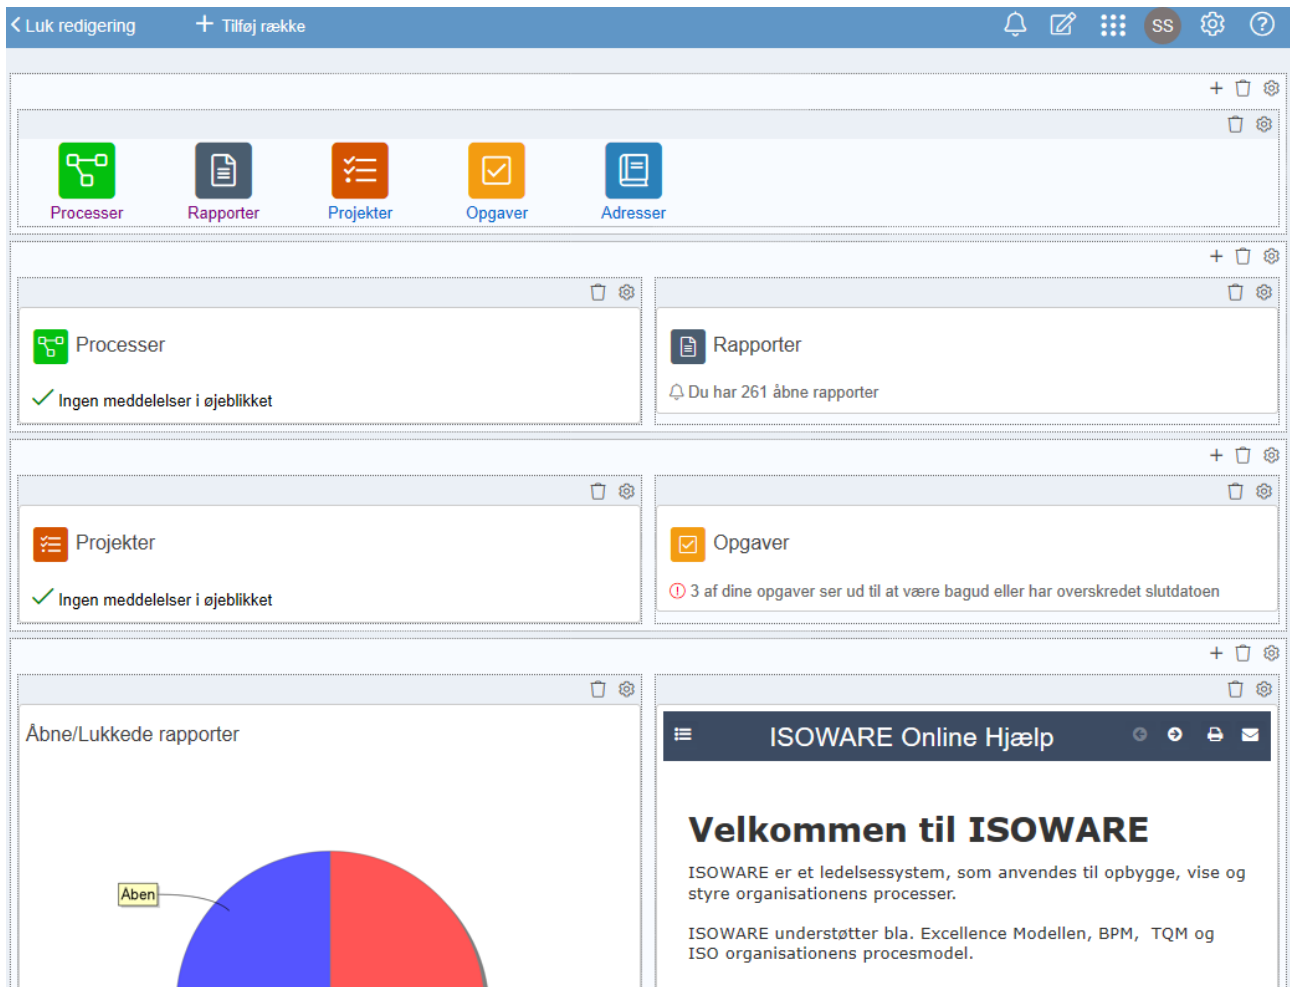 Luk redigering
Tilføj række
SS
Processer
Rapporter
Projekter
Opgaver
Adresser
Processer
Ingen meddelelser i øjeblikket
Rapporter
Du har 261 åbne rapporter
Projekter
Ingen meddelelser i øjeblikket
Opgaver
3 af dine opgaver ser ud til at være bagud eller har overskredet slutdatoen
Åbne/Lukkede rapporter
Åben
ISOWARE Online Hjælp
Velkommen til ISOWARE
ISOWARE er et ledelsessystem, som anvendes til opbygge, vise og
styre organisationens processer.
ISOWARE understøtter bla. Excellence Modellen, BPM, TQM og
ISO organisationens procesmodel.